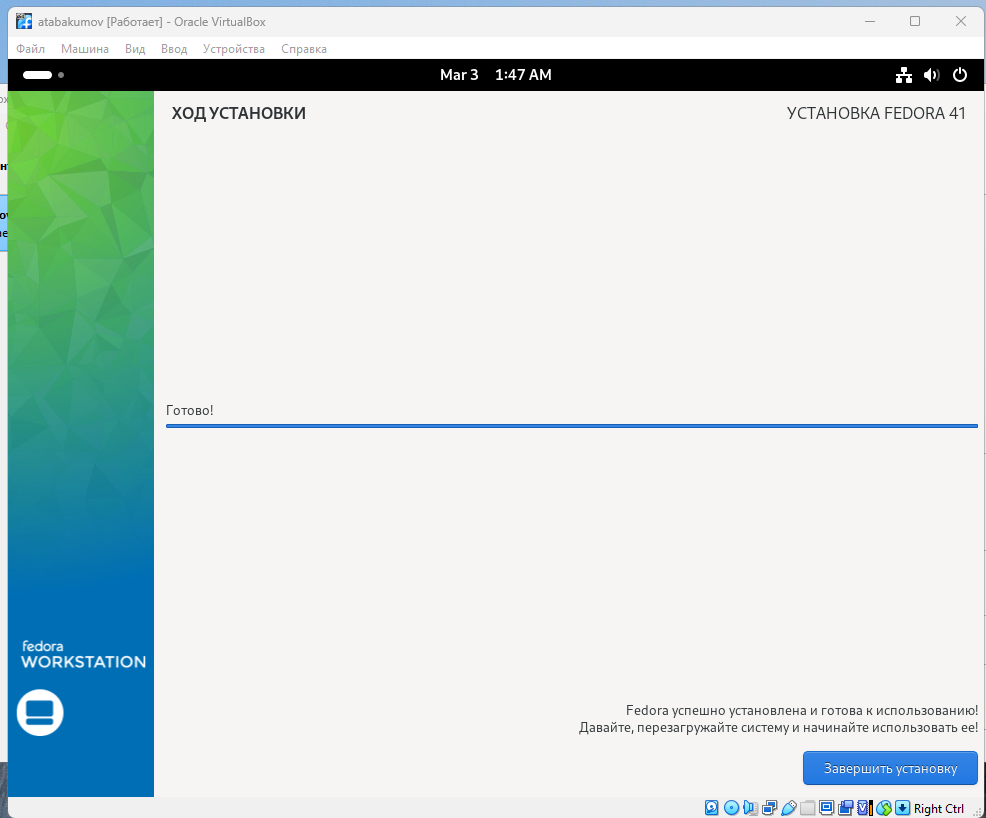 atabakumov [Работает] - Oracle VirtualBox
Файл Машина Вид Ввод Устройства Справка
Mar 3 1:47 AM
ХОД УСТАНОВКИ
УСТАНОВКА FEDORA 41
Готово!
fedora
WORKSTATION
Fedora успешно установлена и готова к использованию!
Давайте, перезагружайте систему и начинайте использовать ее!
Завершить установку
Right Ctrl